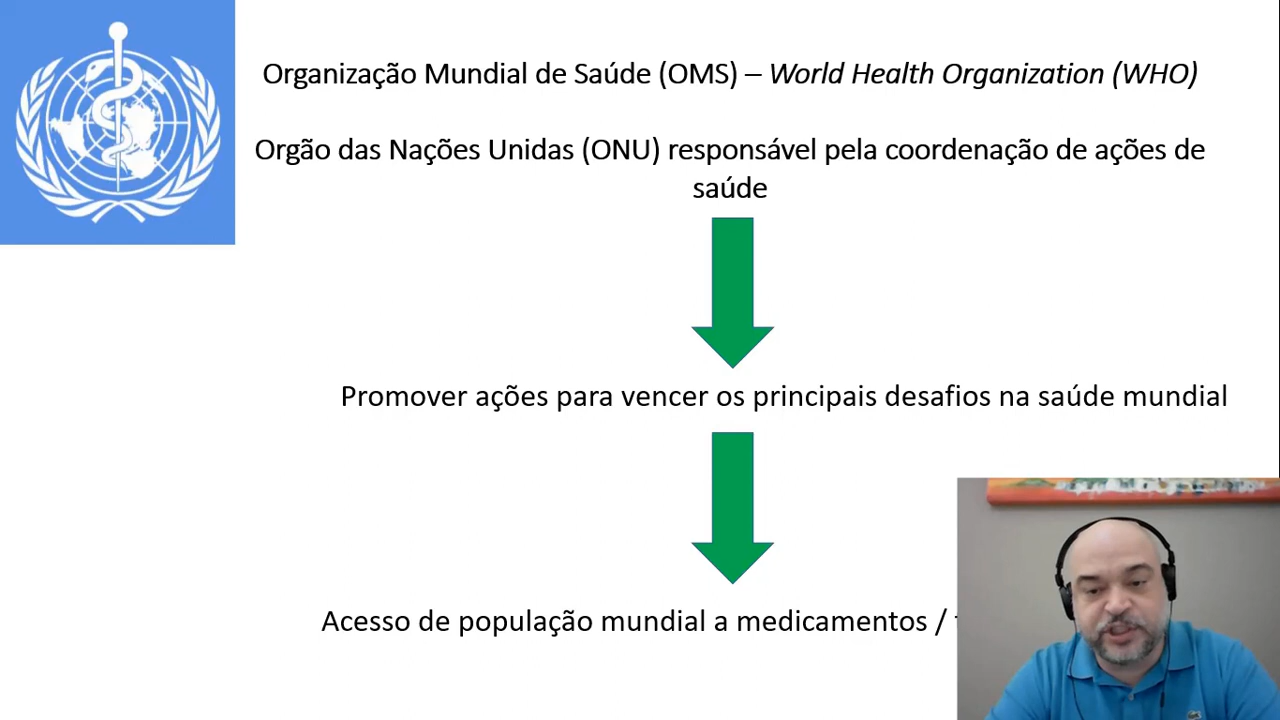 Organização Mundial de Saúde (OMS) – World Health Organization (WHO)
Orgão das Nações Unidas (ONU) responsável pela coordenação de ações de
saúde
Promover ações para vencer os principais desafios na saúde mundial
Acesso de população mundial a medicamentos /